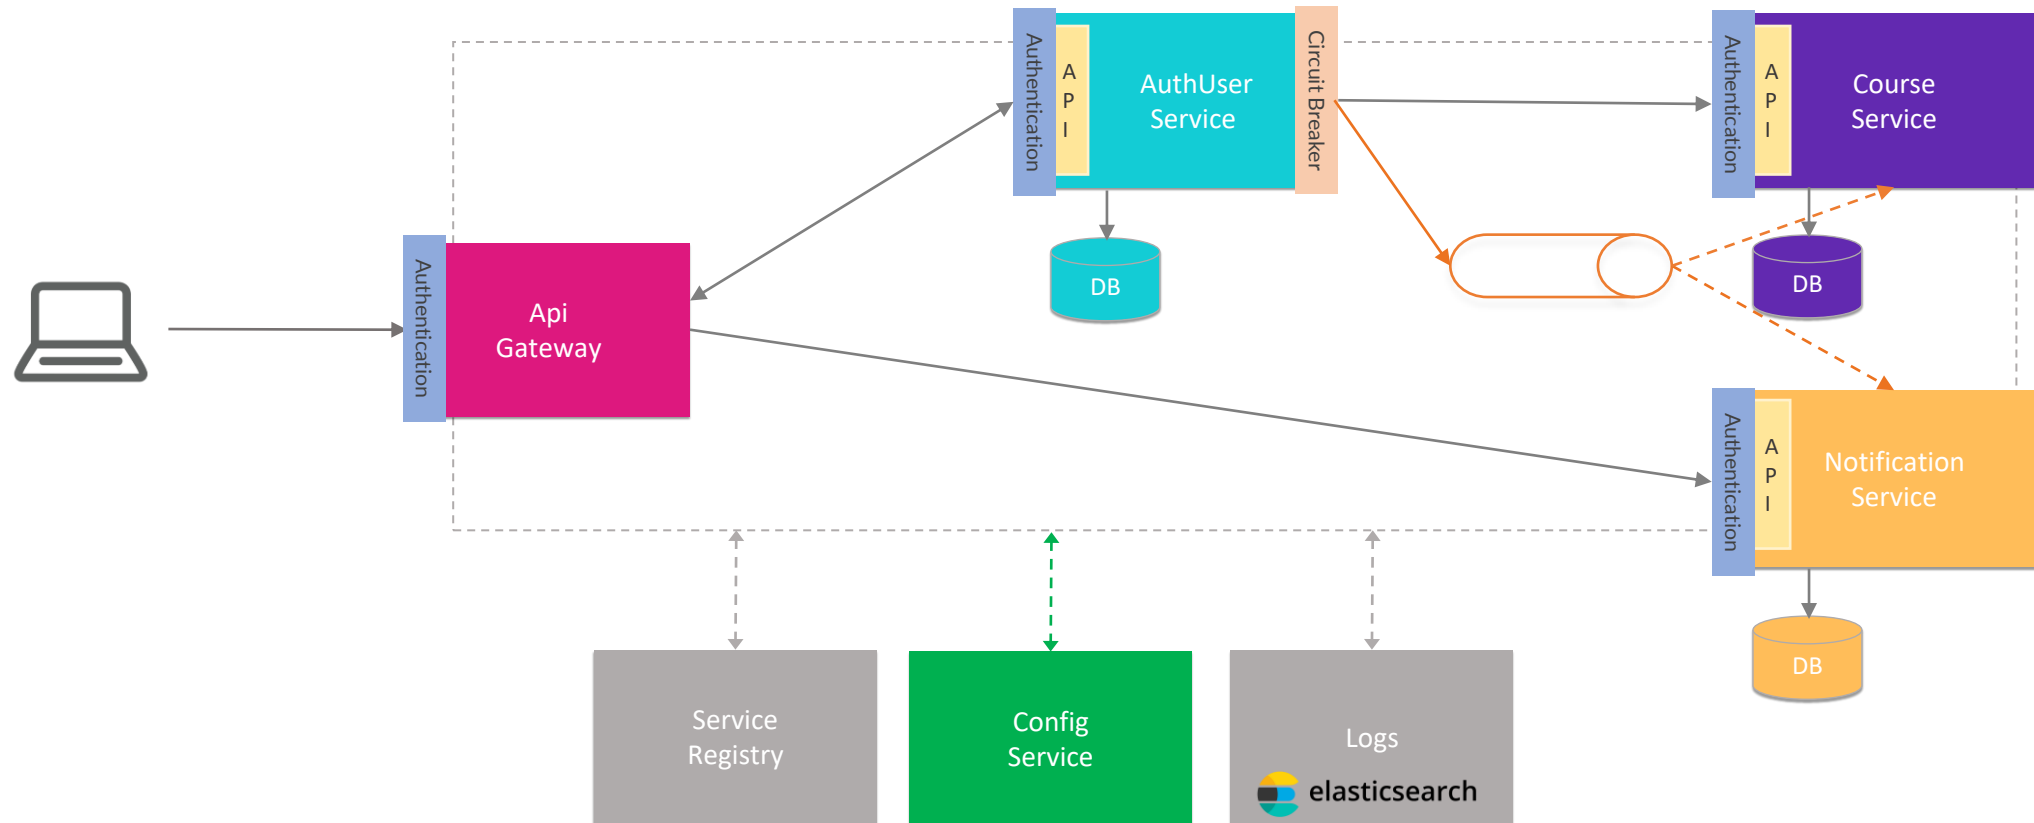 Authentication
A
P
I
AuthUser
Service
Circuit Breaker
Authentication
A
P
I
Course
Service
DB
DB
Authentication
Api
Gateway
Authentication
A
P
I
Notification
Service
DB
Service
Registry
Config
Service
Logs
elasticsearch